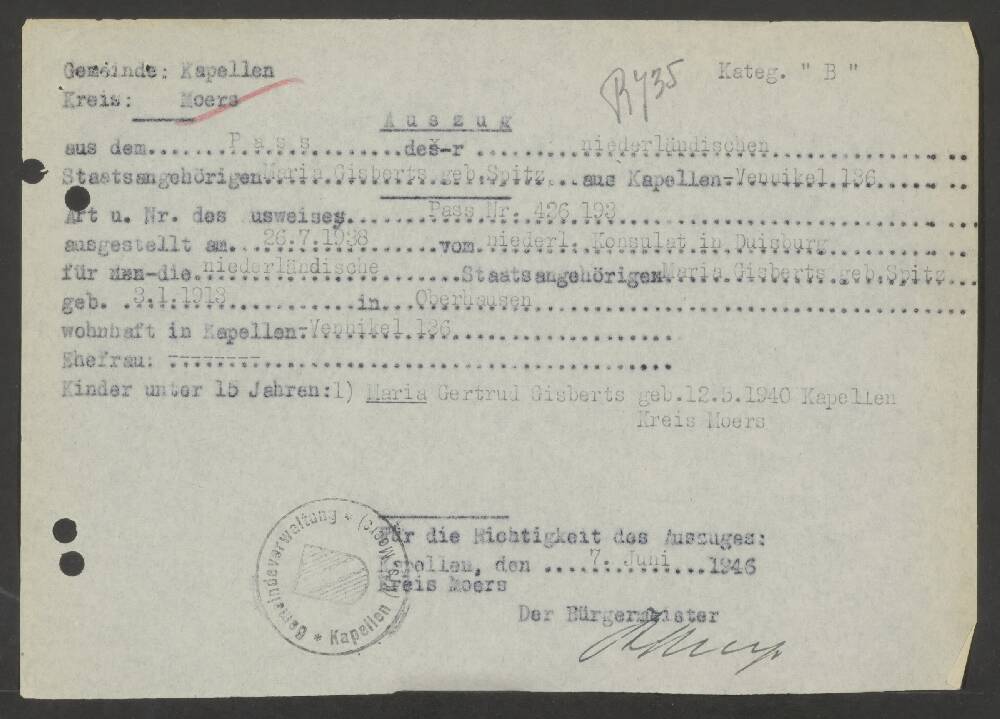 Gemeinde: Kapellen
Kreis: Moers
R435 Kateg. " B "
Auszug
aus dem.......Pass.........des-r ........niederländischen...............
Staatsangehörigen.Maria Gisberts geb.Spitz...aus Kapellen-Vennikel 136.......
Art u. Nr. des Ausweises.......Pass Nr. 426 193..............................
ausgestellt am...26.7.1938.......vom.niederl. Konsulat in Duisburg............
für den-die.niederländische.......Staatsangehörigen.Maria Gisberts geb.Spitz...
geb. .3.1.1913.............in...Oberhausen...................................
wohnhaft in Kapellen-Vennikel 136....................
Ehefrau: --------.....................................
Kinder unter 15 Jahren:1) Maria Gertrud Gisberts geb.12.5.1940 Kapellen
Kreis Moers
Für die Richtigkeit des Auszuges:
Kapellen, den .....7. Juni....1946
Kreis Moers
Der Bürgermeister
Gemeindeverwaltung * Kapellen (Krs. Moers) *